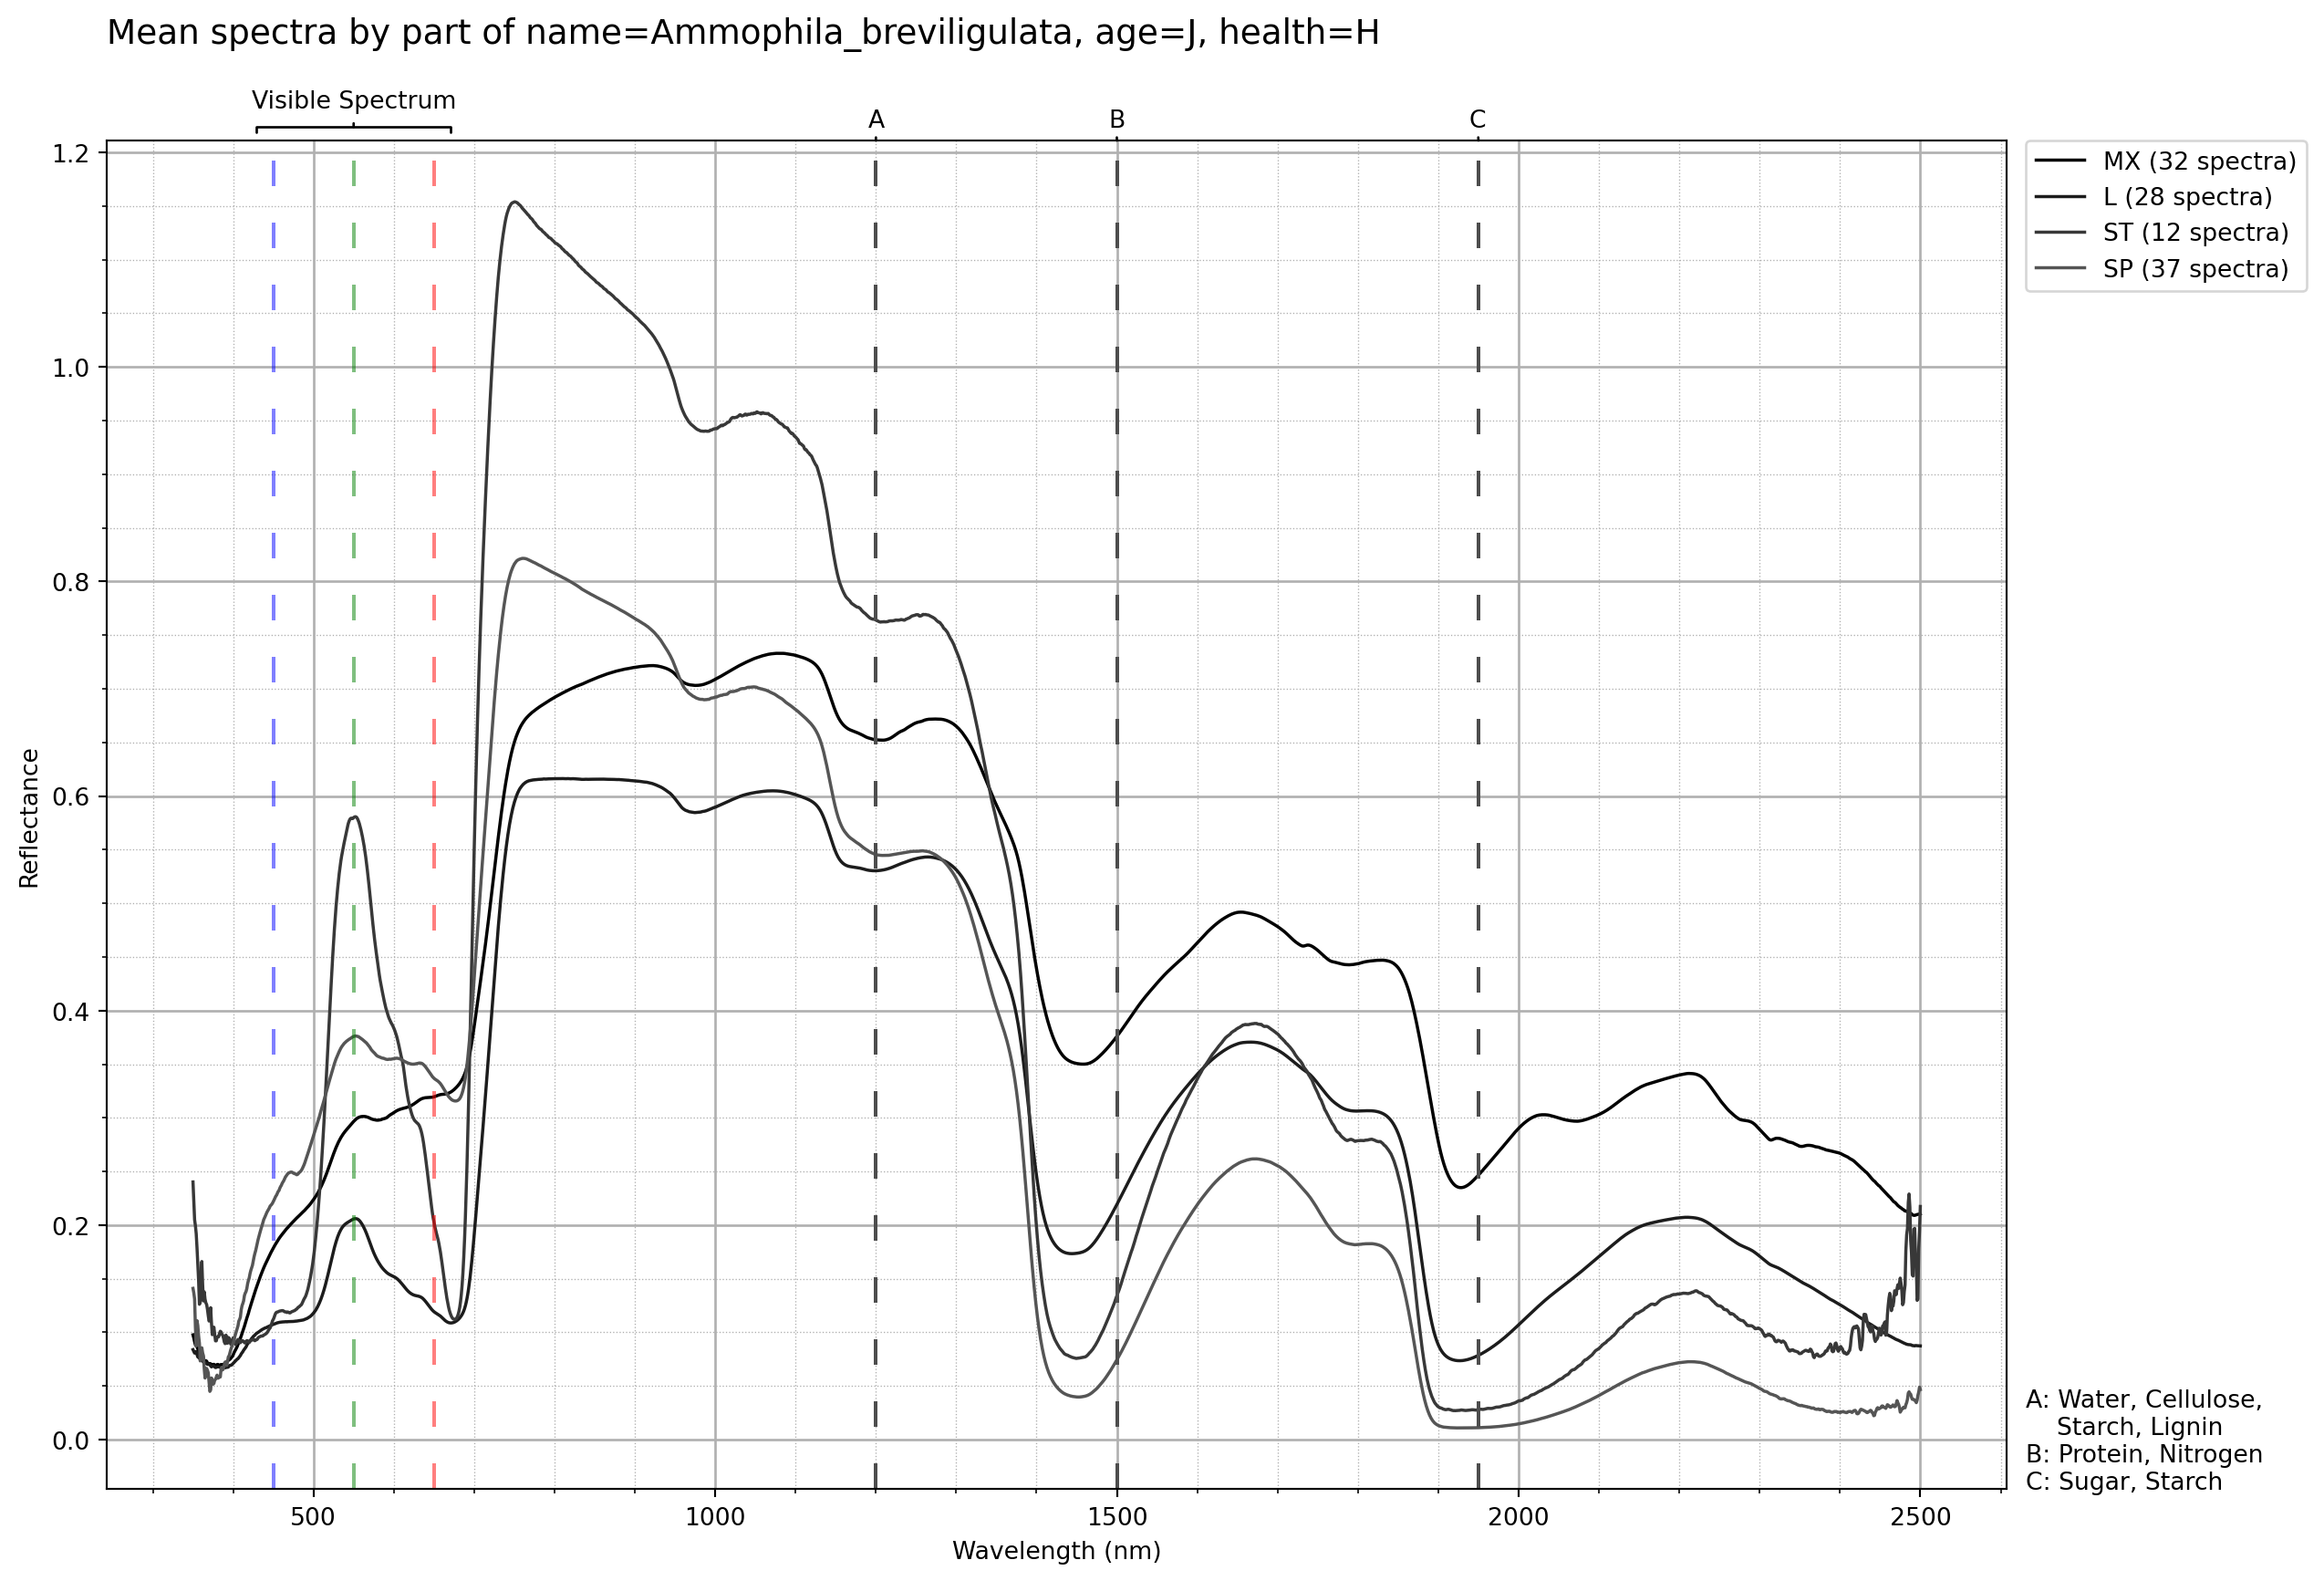 Mean spectra by part of name=Ammophila_breviligulata, age=J, health=H
Visible Spectrum
A
B
C
1.2
1.0
0.8
0.6
0.4
0.2
0.0
Reflectance
500
1000
1500
2000
2500
Wavelength (nm)
MX (32 spectra)
L (28 spectra)
ST (12 spectra)
SP (37 spectra)
A: Water, Cellulose,
Starch, Lignin
B: Protein, Nitrogen
C: Sugar, Starch